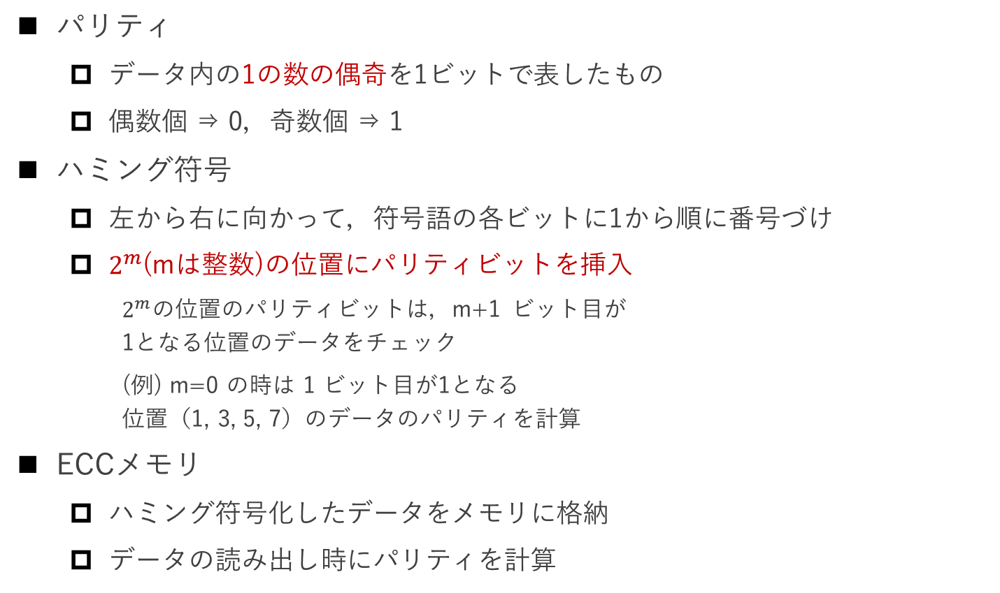 ■ パリティ
□ データ内の1の数の偶奇を1ビットで表したもの
□ 偶数個 ⇒ 0，奇数個 ⇒ 1
■ ハミング符号
□ 左から右に向かって，符号語の各ビットに1から順に番号づけ
□ 2^m(mは整数)の位置にパリティビットを挿入
2^mの位置のパリティビットは，m+1 ビット目が
1となる位置のデータをチェック
(例) m=0 の時は 1 ビット目が1となる
位置（1, 3, 5, 7）のデータのパリティを計算
■ ECCメモリ
□ ハミング符号化したデータをメモリに格納
□ データの読み出し時にパリティを計算